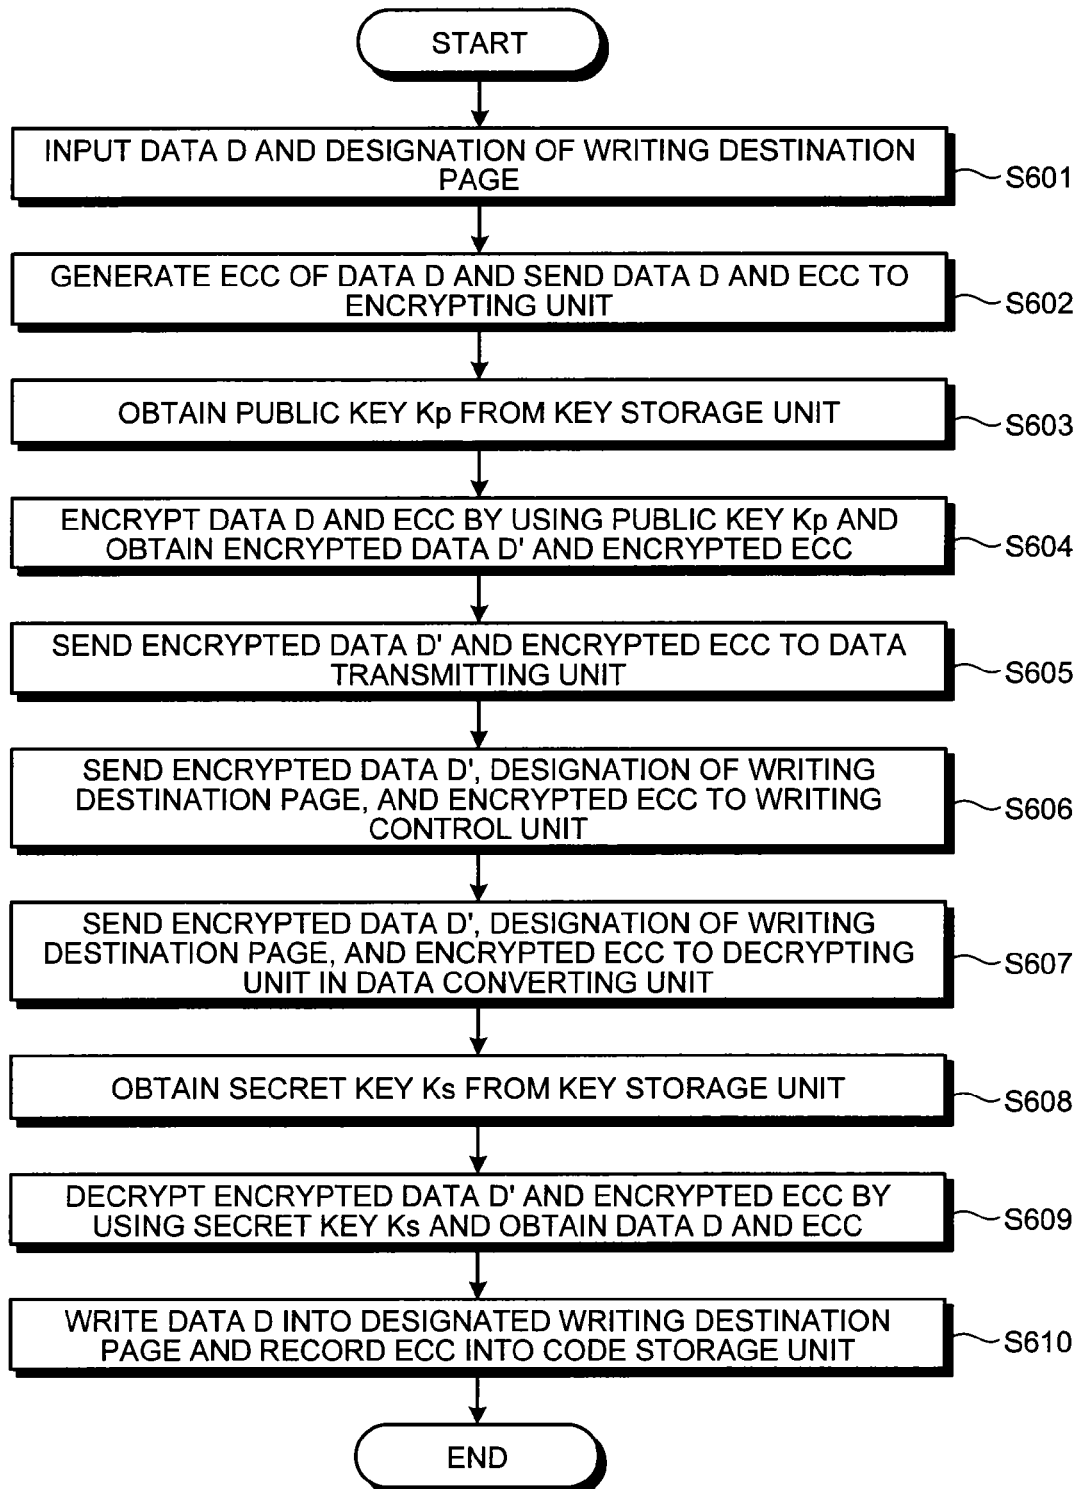 START
INPUT DATA D AND DESIGNATION OF WRITING DESTINATION
PAGE
S601
GENERATE ECC OF DATA D AND SEND DATA D AND ECC TO
ENCRYPTING UNIT
S602
OBTAIN PUBLIC KEY Kp FROM KEY STORAGE UNIT
S603
ENCRYPT DATA D AND ECC BY USING PUBLIC KEY Kp AND
OBTAIN ENCRYPTED DATA D' AND ENCRYPTED ECC
S604
SEND ENCRYPTED DATA D' AND ENCRYPTED ECC TO DATA
TRANSMITTING UNIT
S605
SEND ENCRYPTED DATA D', DESIGNATION OF WRITING
DESTINATION PAGE, AND ENCRYPTED ECC TO WRITING
CONTROL UNIT
S606
SEND ENCRYPTED DATA D', DESIGNATION OF WRITING
DESTINATION PAGE, AND ENCRYPTED ECC TO DECRYPTING
UNIT IN DATA CONVERTING UNIT
S607
OBTAIN SECRET KEY Ks FROM KEY STORAGE UNIT
S608
DECRYPT ENCRYPTED DATA D' AND ENCRYPTED ECC BY
USING SECRET KEY Ks AND OBTAIN DATA D AND ECC
S609
WRITE DATA D INTO DESIGNATED WRITING DESTINATION
PAGE AND RECORD ECC INTO CODE STORAGE UNIT
S610
END